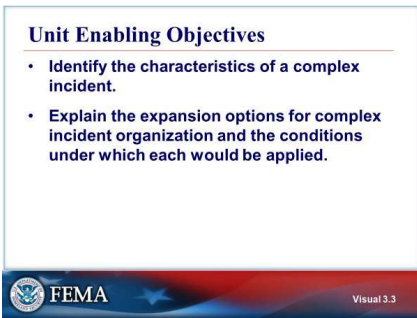 Unit Enabling Objectives
• Identify the characteristics of a complex
incident.
• Explain the expansion options for complex
incident organization and the conditions
under which each would be applied.
FEMA
Visual 3.3